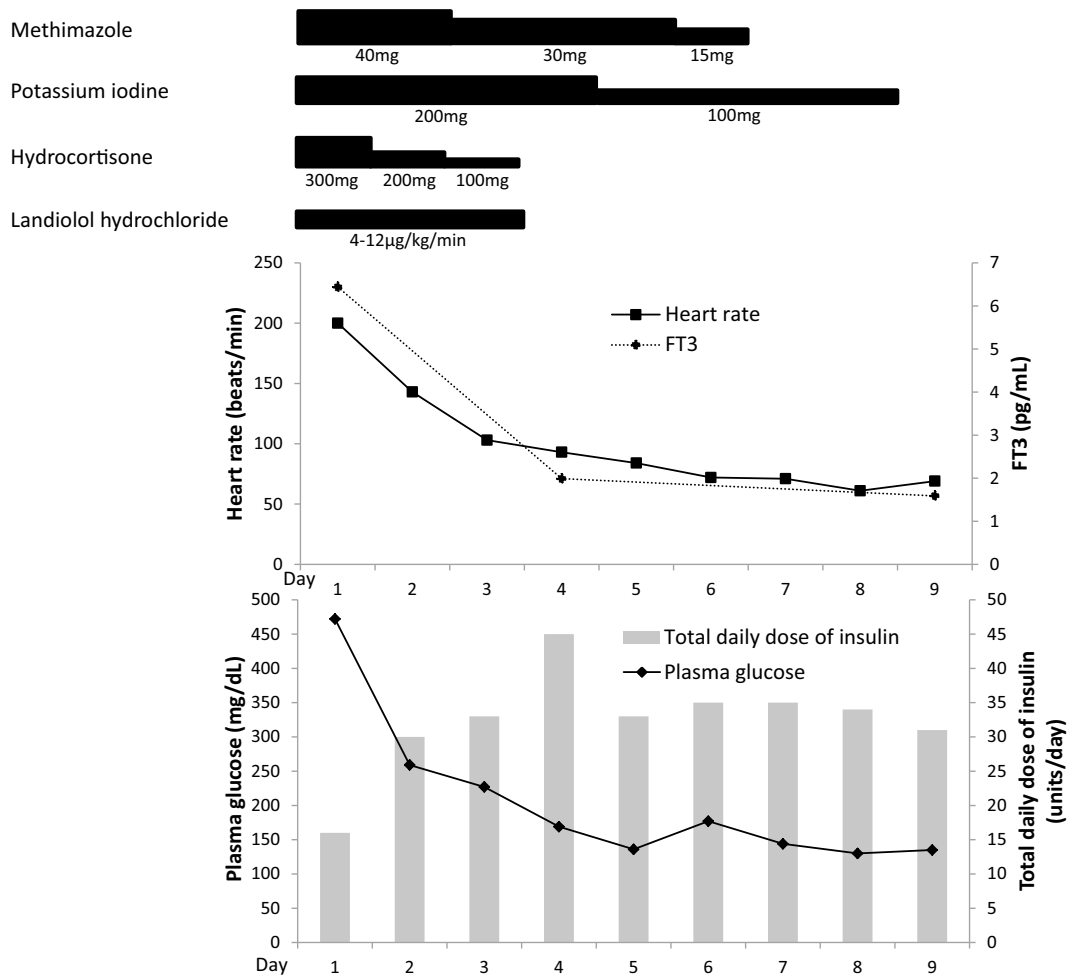 Methimazole
40mg 30mg 15mg
Potassium iodine
200mg 100mg
Hydrocortisone
300mg 200mg 100mg
Landiolol hydrochloride
4-12μg/kg/min
Heart rate (beats/min)
250
200
150
100
50
0
Heart rate
FT3
FT3 (pg/mL)
7
6
5
4
3
2
1
0
Day 1 2 3 4 5 6 7 8 9
Plasma glucose (mg/dL)
500
450
400
350
300
250
200
150
100
50
0
Total daily dose of insulin
Plasma glucose
Total daily dose of insulin
(units/day)
50
45
40
35
30
25
20
15
10
5
0
Day 1 2 3 4 5 6 7 8 9